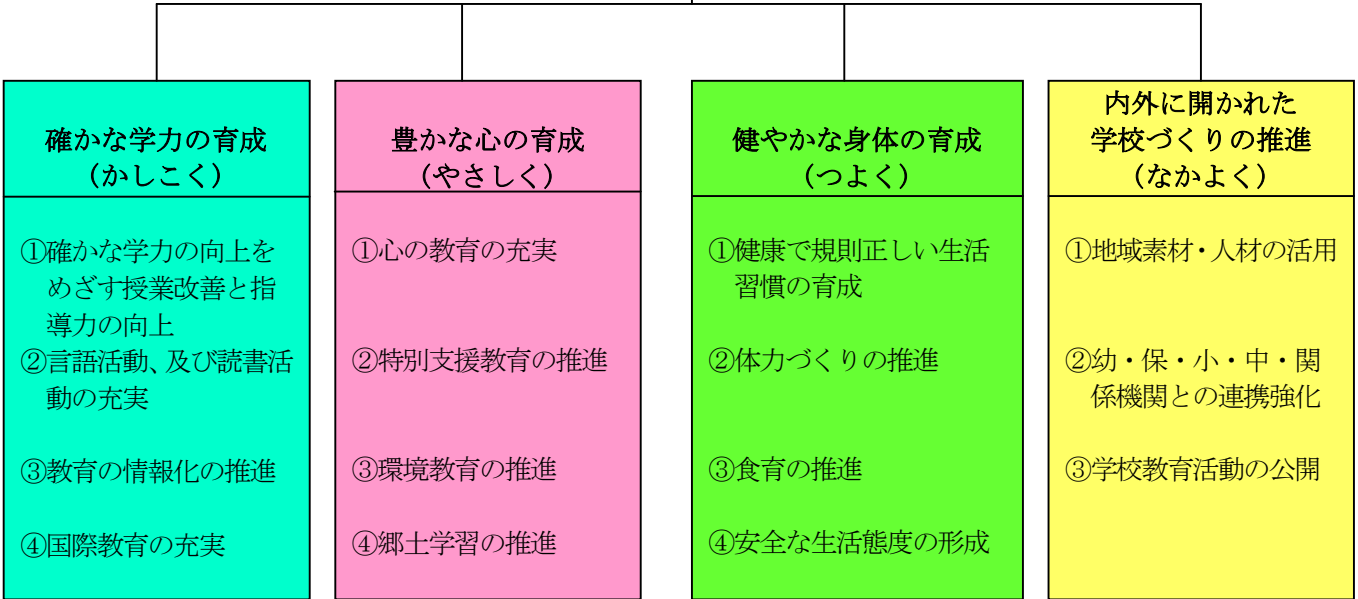 確かな学力の育成
（かしこく）
①確かな学力の向上を
めざす授業改善と指
導力の向上
②言語活動、及び読書活
動の充実
③教育の情報化の推進
④国際教育の充実
豊かな心の育成
（やさしく）
①心の教育の充実
②特別支援教育の推進
③環境教育の推進
④郷土学習の推進
健やかな身体の育成
（つよく）
①健康で規則正しい生活
習慣の育成
②体力づくりの推進
③食育の推進
④安全な生活態度の形成
内外に開かれた
学校づくりの推進
（なかよく）
①地域素材・人材の活用
②幼・保・小・中・関
係機関との連携強化
③学校教育活動の公開